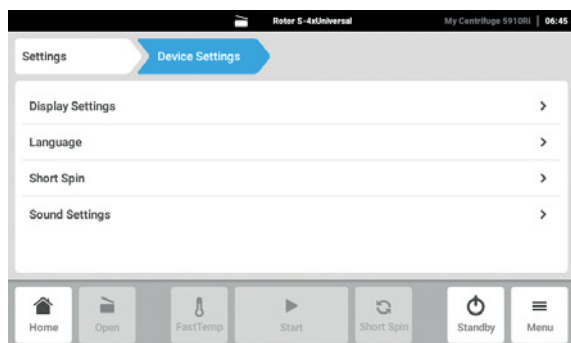 Rotor S-4xUniversal My Centrifuge 5910Ri 06:45
Settings Device Settings
Display Settings
Language
Short Spin
Sound Settings
Home Open FastTemp Start Short Spin Standby Menu